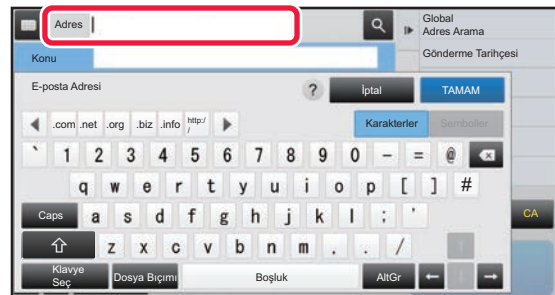 Adres
Global
Adres Arama
Konu
Gönderme Tarihçesi
E-posta Adresi
?
İptal
TAMAM
.com .net .org .biz .info http:/
/
Karakterler
Semboller
` 1 2 3 4 5 6 7 8 9 0 - = @
q w e r t y u i o p [ ] #
Caps a s d f g h j k l ; '
CA
z x c v b n m . . /
Klavye
Seç
Dosya Bıçımı
Boşluk
AltGr